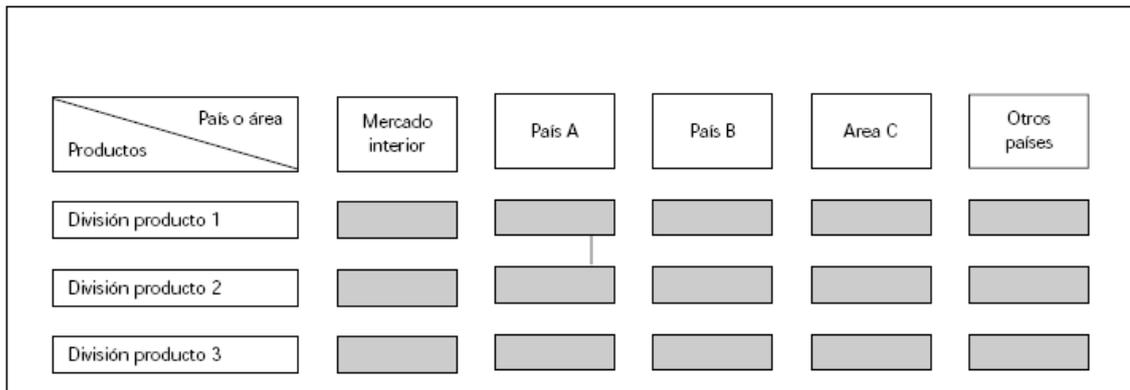 País o área
Productos
Mercado
interior
País A
País B
Area C
Otros
países
División producto 1
División producto 2
División producto 3